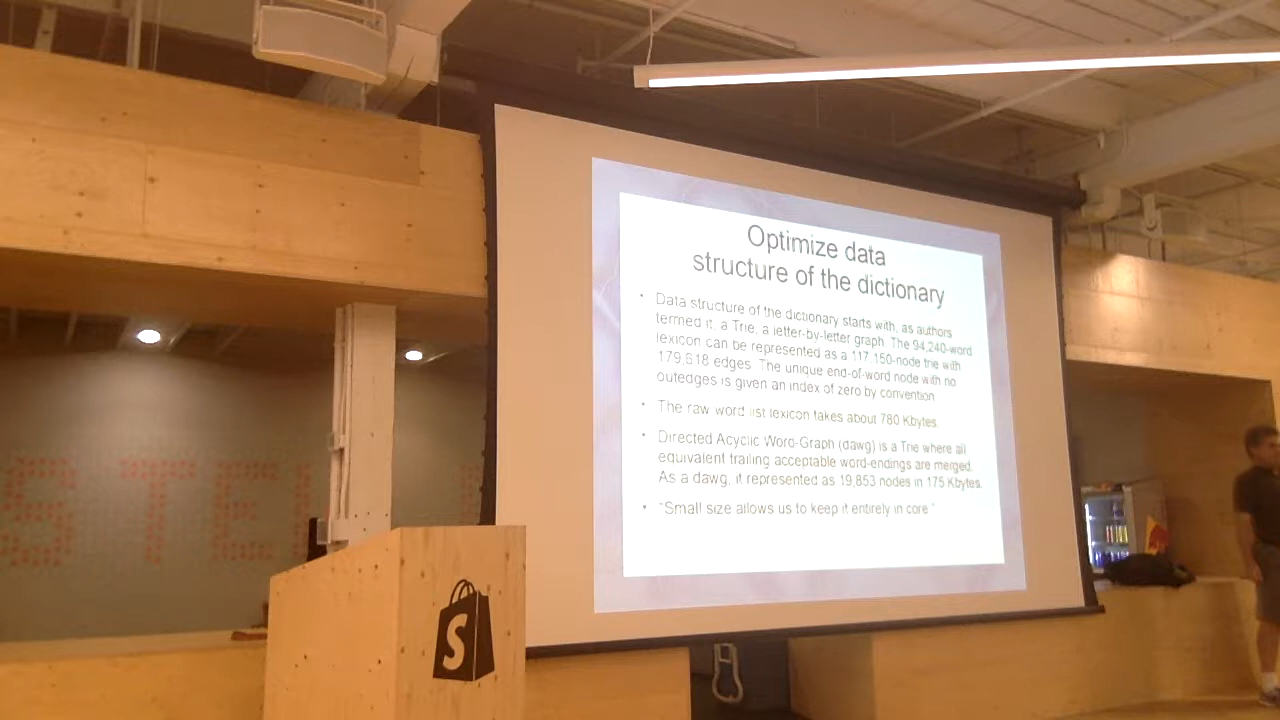 Optimize data
structure of the dictionary
• Data structure of the dictionary starts with, as authors
termed it, a Trie, a letter-by-letter graph. The 94,240-word
lexicon can be represented as a 117,150-node trie with
179,618 edges. The unique end-of-word node with no
outedges is given an index of zero by convention
• The raw word list lexicon takes about 780 Kbytes.
• Directed Acyclic Word-Graph (dawg) is a Trie where all
equivalent trailing acceptable word-endings are merged.
As a dawg, it represented as 19,853 nodes in 175 Kbytes.
• "Small size allows us to keep it entirely in core."
STE
S